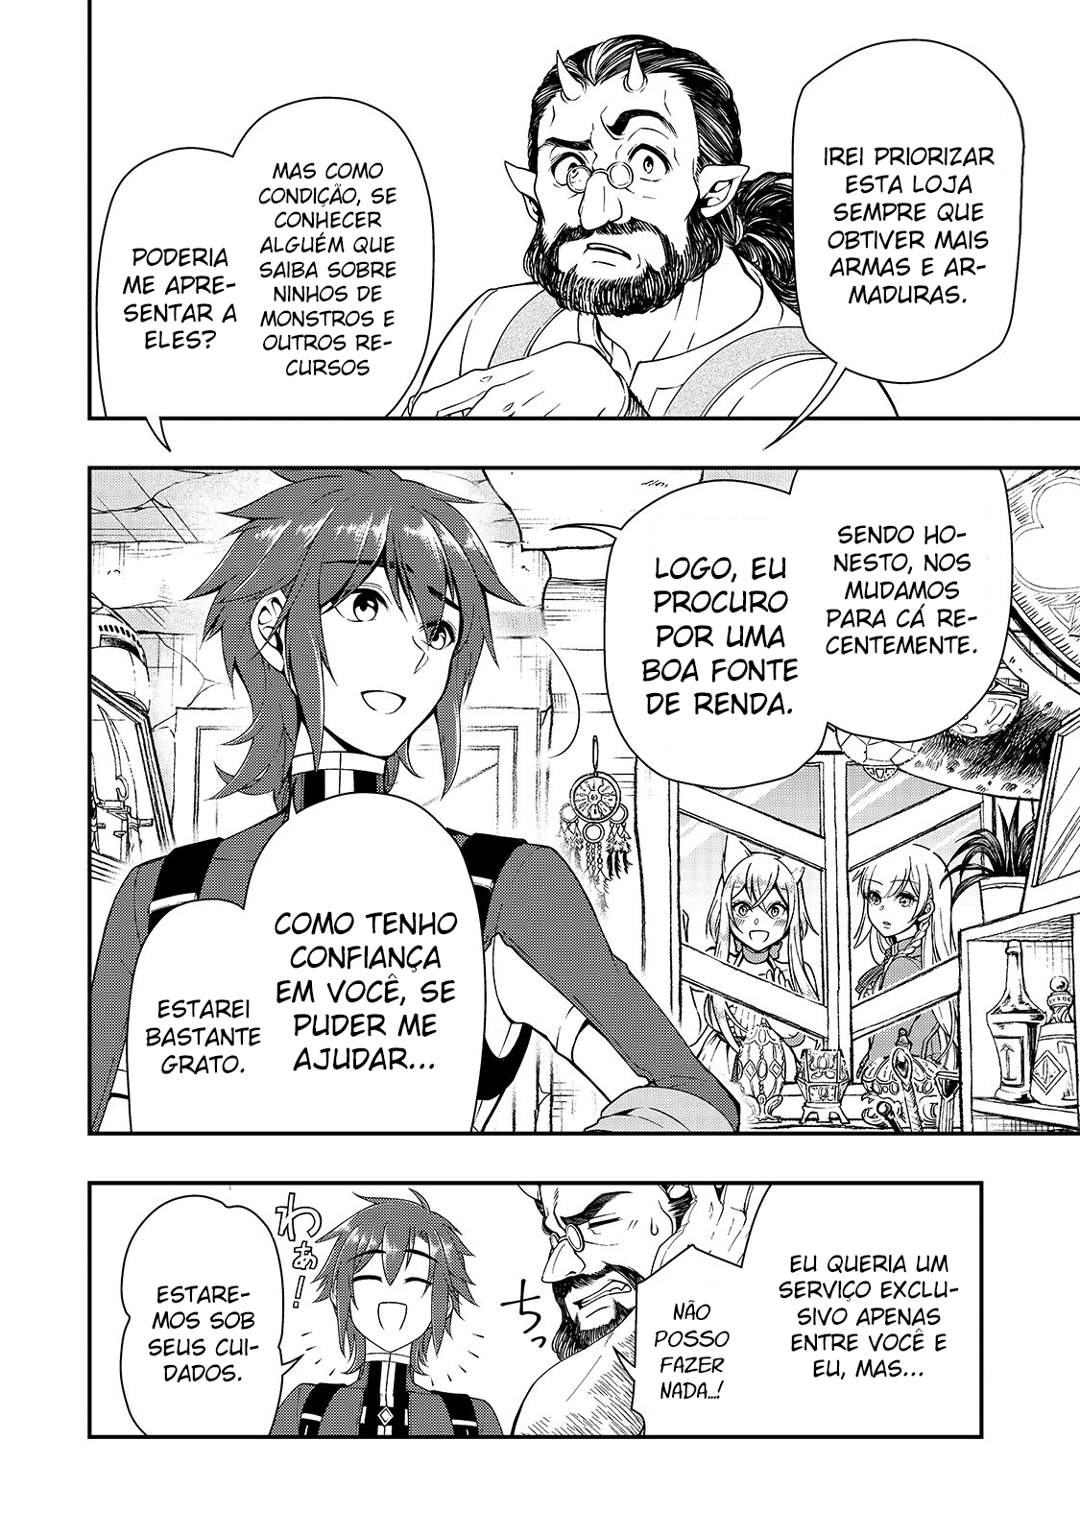 IREI PRIORIZAR
ESTA LOJA
SEMPRE QUE
OBTIVER MAIS
ARMAS E AR-
MADURAS.
MAS COMO
CONDIÇÃO, SE
CONHECER
ALGUÉM QUE
SAIBA SOBRE
NINHOS DE
MONSTROS E
OUTROS RE-
CURSOS
PODERIA
ME APRE-
SENTAR A
ELES?
SENDO HO-
NESTO, NOS
MUDAMOS
PARA CÁ RE-
CENTEMENTE.
LOGO, EU
PROCURO
POR UMA
BOA FONTE
DE RENDA.
COMO TENHO
CONFIANÇA
EM VOCÊ, SE
PUDER ME
AJUDAR...
ESTAREI
BASTANTE
GRATO.
EU QUERIA UM
SERVIÇO EXCLU-
SIVO APENAS
ENTRE VOCÊ E
EU, MAS...
NÃO
POSSO
FAZER
NADA...!
ちっ
わぁ!
ESTARE-
MOS SOB
SEUS CUI-
DADOS.